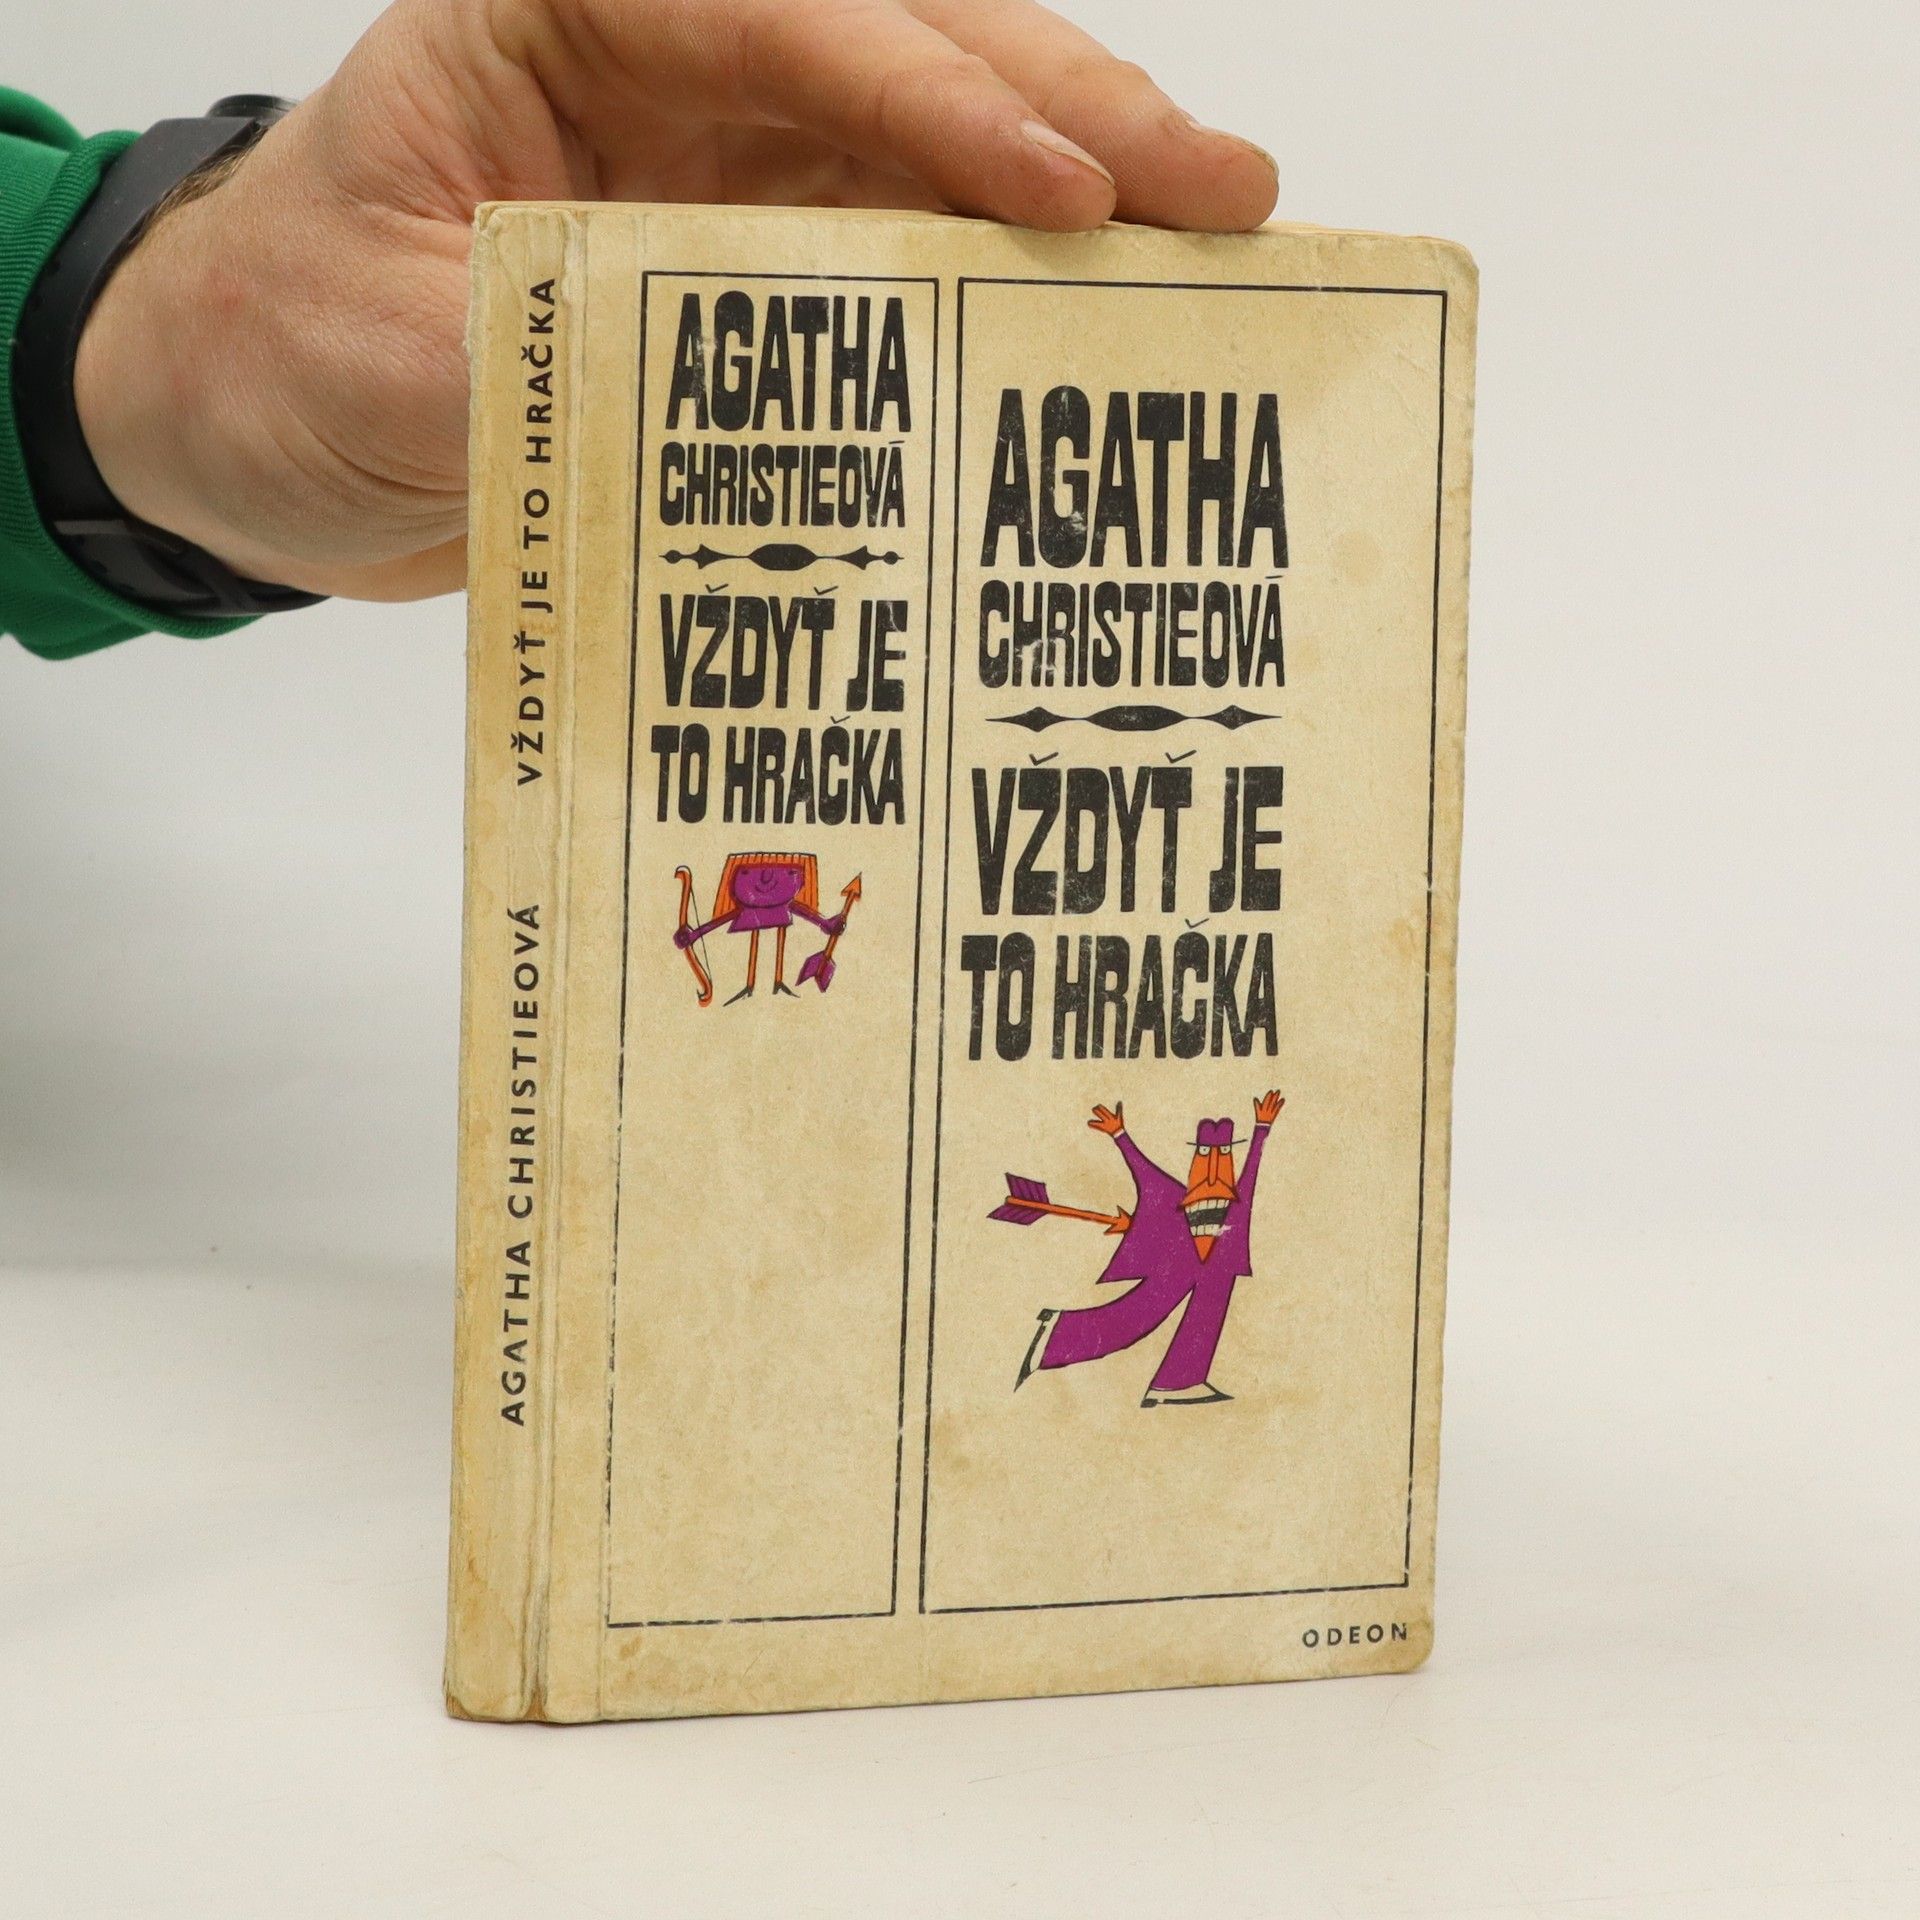 AGATHA CHRISTIEOVÁ VŽDYŤ JE TO HRAČKA
AGATHA
CHRISTIEOVÁ
VŽDYŤ JE
TO HRAČKA
AGATHA
CHRISTIEOVÁ
VŽDYŤ JE
TO HRAČKA
ODEON